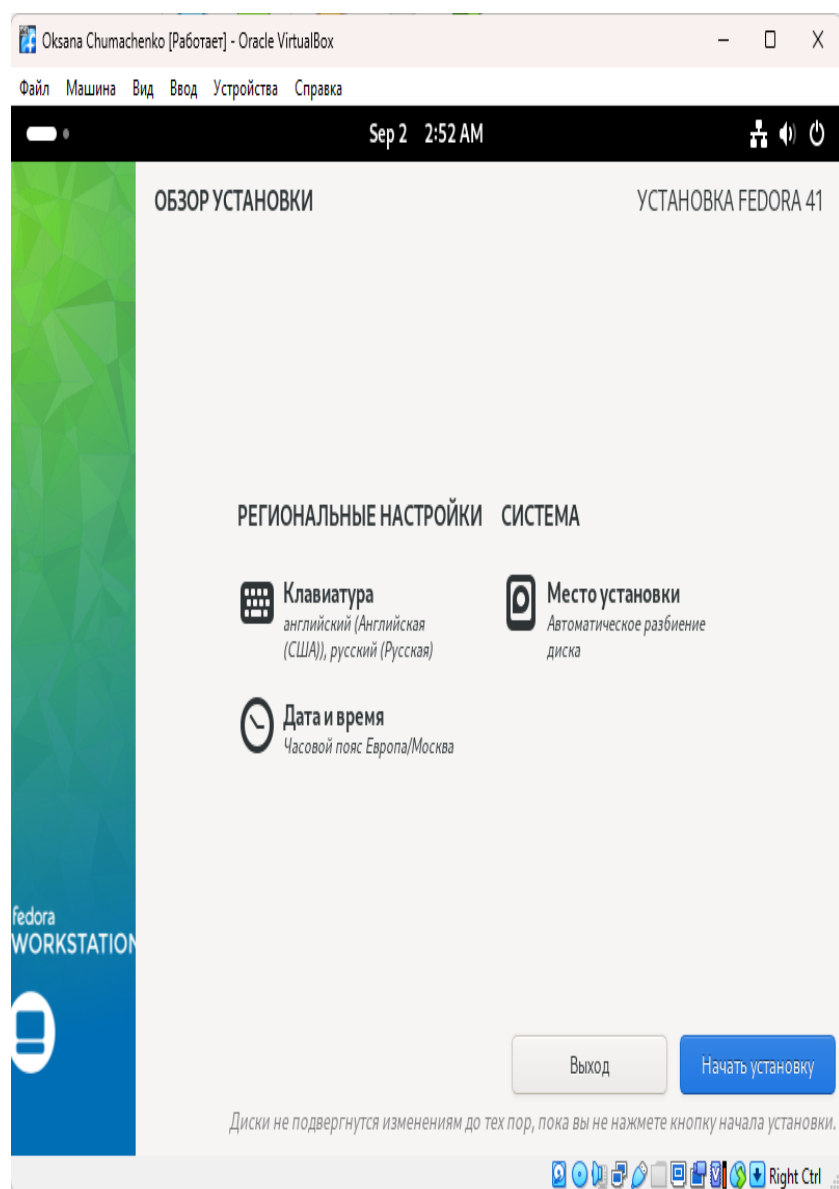 Oksana Chumachenko [Работает] - Oracle VirtualBox
Файл Машина Вид Ввод Устройства Справка
Sep 2 2:52 AM
ОБЗОР УСТАНОВКИ
УСТАНОВКА FEDORA 41
РЕГИОНАЛЬНЫЕ НАСТРОЙКИ
Клавиатура
английский (Английская
(США)), русский (Русская)
Дата и время
Часовой пояс Европа/Москва
СИСТЕМА
Место установки
Автоматическое разбиение
диска
fedora
WORKSTATION
Выход
Начать установку
Диски не подвергнутся изменениям до тех пор, пока вы не нажмете кнопку начала установки.
Right Ctrl